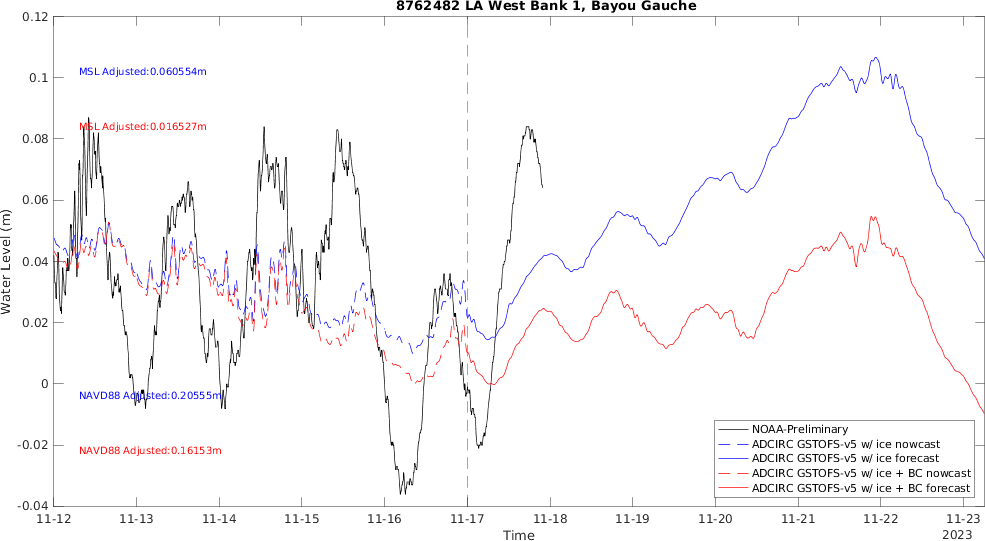 8762482 LA West Bank 1, Bayou Gauche
Water Level (m)
0.12
0.1
0.08
0.06
0.04
0.02
0
-0.02
-0.04
MSL Adjusted:0.060554m
MSL Adjusted:0.016527m
NAVD88 Adjusted:0.20555m
NAVD88 Adjusted:0.16153m
NOAA-Preliminary
ADCIRC GSTOFS-v5 w/ ice nowcast
ADCIRC GSTOFS-v5 w/ ice forecast
ADCIRC GSTOFS-v5 w/ ice + BC nowcast
ADCIRC GSTOFS-v5 w/ ice + BC forecast
11-12 11-13 11-14 11-15 11-16 11-17 11-18 11-19 11-20 11-21 11-22 11-23
Time
2023